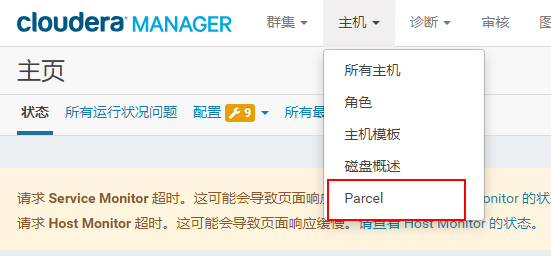 cloudera MANAGER 群集 主机 诊断 审核
主页
所有主机
角色
主机模板
磁盘概述
Parcel
状态 所有运行状况问题 配置 9 所有最
请求 Service Monitor 超时。这可能会导致页面响应 onitor 的状
请求 Host Monitor 超时。这可能会导致页面响应缓慢。请查看 Host Monitor 的状态。